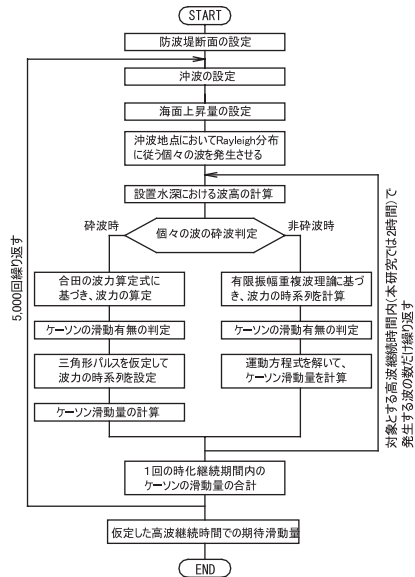 START
防波堤断面の設定
沖波の設定
海面上昇量の設定
沖波地点においてRayleigh分布
に従う個々の波を発生させる
設置水深における波高の計算
砕波時
個々の波の砕波判定
非砕波時
合田の波力算定式に
基づき、波力の算定
ケーソンの滑動有無の判定
三角形パルスを仮定して
波力の時系列を設定
ケーソン滑動量の計算
有限振幅重複波理論に基づ
き、波力の時系列を計算
ケーソンの滑動有無の判定
運動方程式を解いて、
ケーソン滑動量を計算
1回の時化継続期間内の
ケーソンの滑動量の合計
仮定した高波継続時間での期待滑動量
END
5,000回繰り返す
対象とする高波継続時間内(本研究では2時間)で
発生する波の数だけ繰り返す